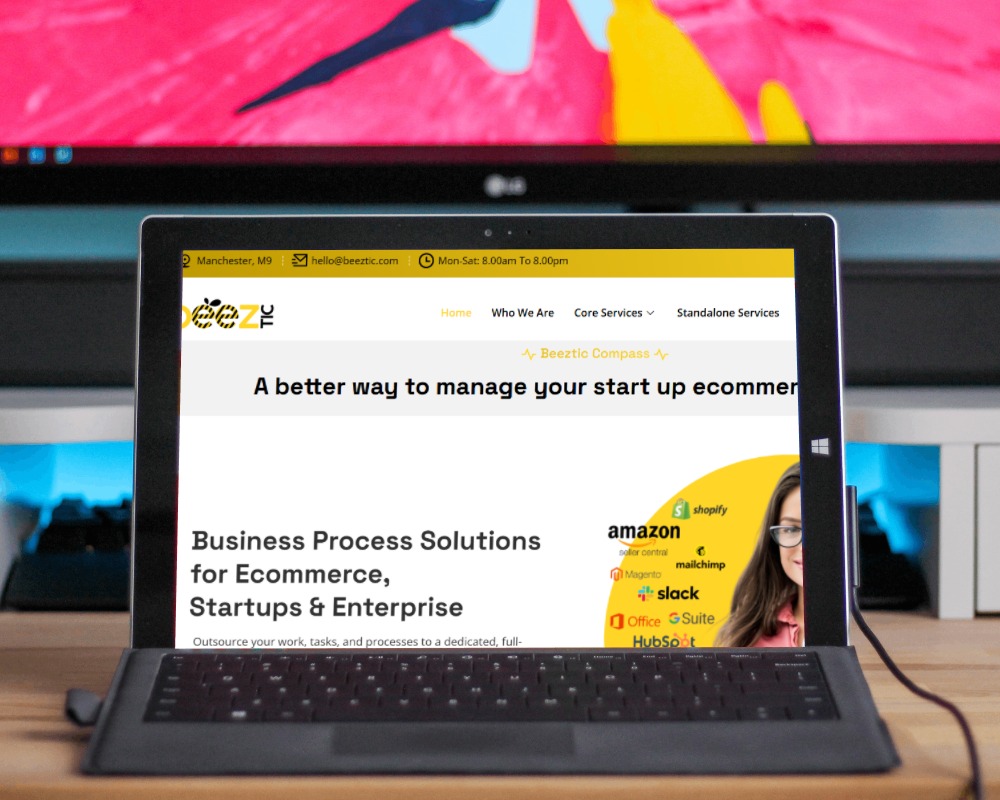 LG
Manchester, M9
hello@beeztic.com
Mon-Sat: 8.00am To 8.00pm
beez TIC
Home
Who We Are
Core Services
Standalone Services
Beeztic Compass
A better way to manage your start up ecommer
shopify
amazon
seller central
mailchimp
Magento
slack
Office
G Suite
HubSpot
Business Process Solutions
for Ecommerce,
Startups & Enterprise
Outsource your work, tasks, and processes to a dedicated, full-